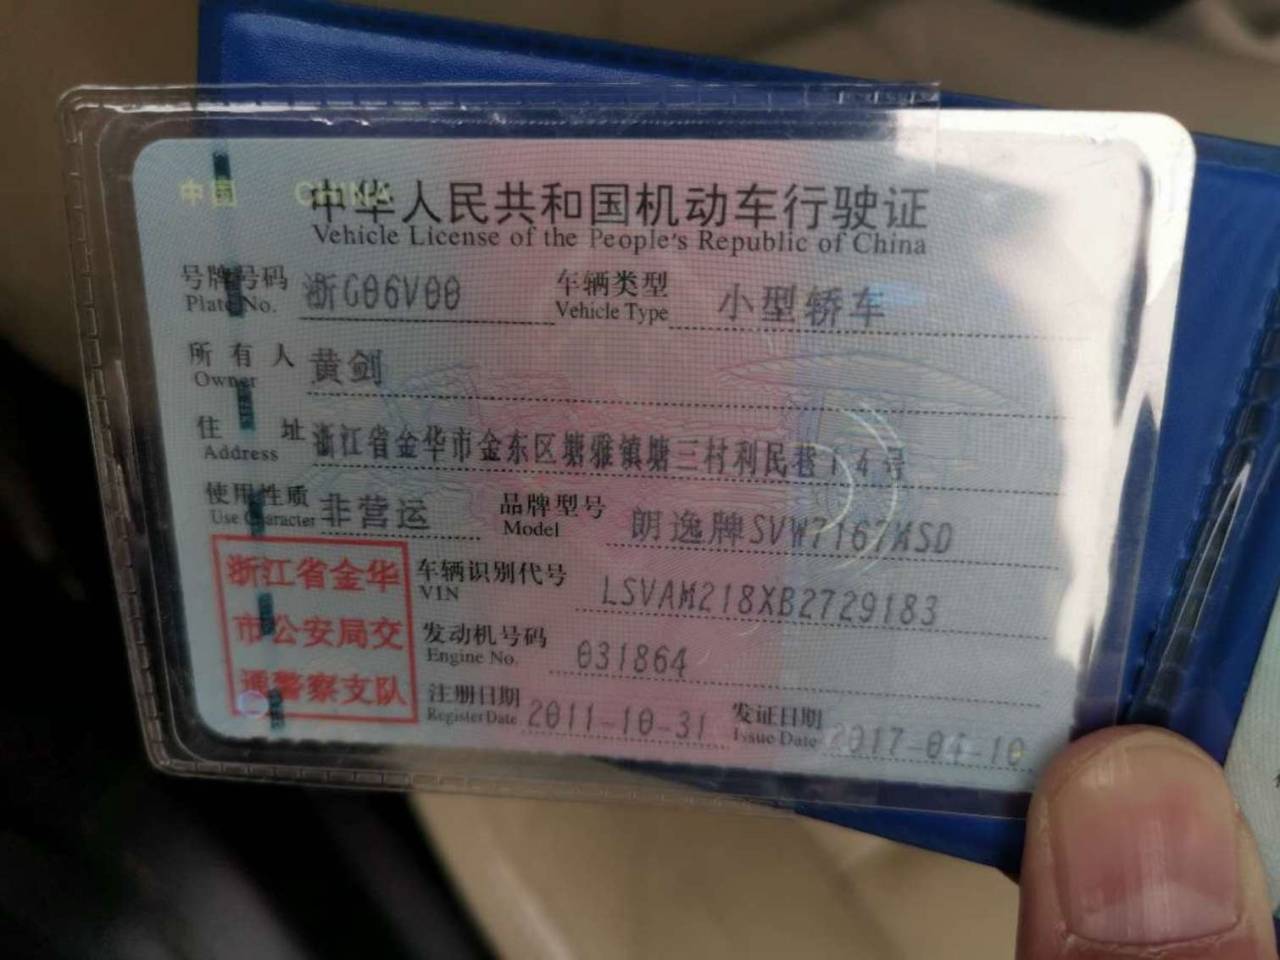 中国 CHINA
中华人民共和国机动车行驶证
Vehicle License of the People's Republic of China
号牌号码 浙G06V00 车辆类型 小型轿车
Plate No. Vehicle Type
所有人 黄剑
Owner
住址 浙江省金华市金东区塘雅镇塘三村利民巷14号
Address
使用性质 非营运 品牌型号 朗逸牌SVW7167MSD
Use Character Model
浙江省金华
市公安局交
通警察支队
车辆识别代号 LSVAM218XB2729183
VIN
发动机号码 031864
Engine No.
注册日期 2011-10-31 发证日期 2017-04-10
Register Date Issue Date